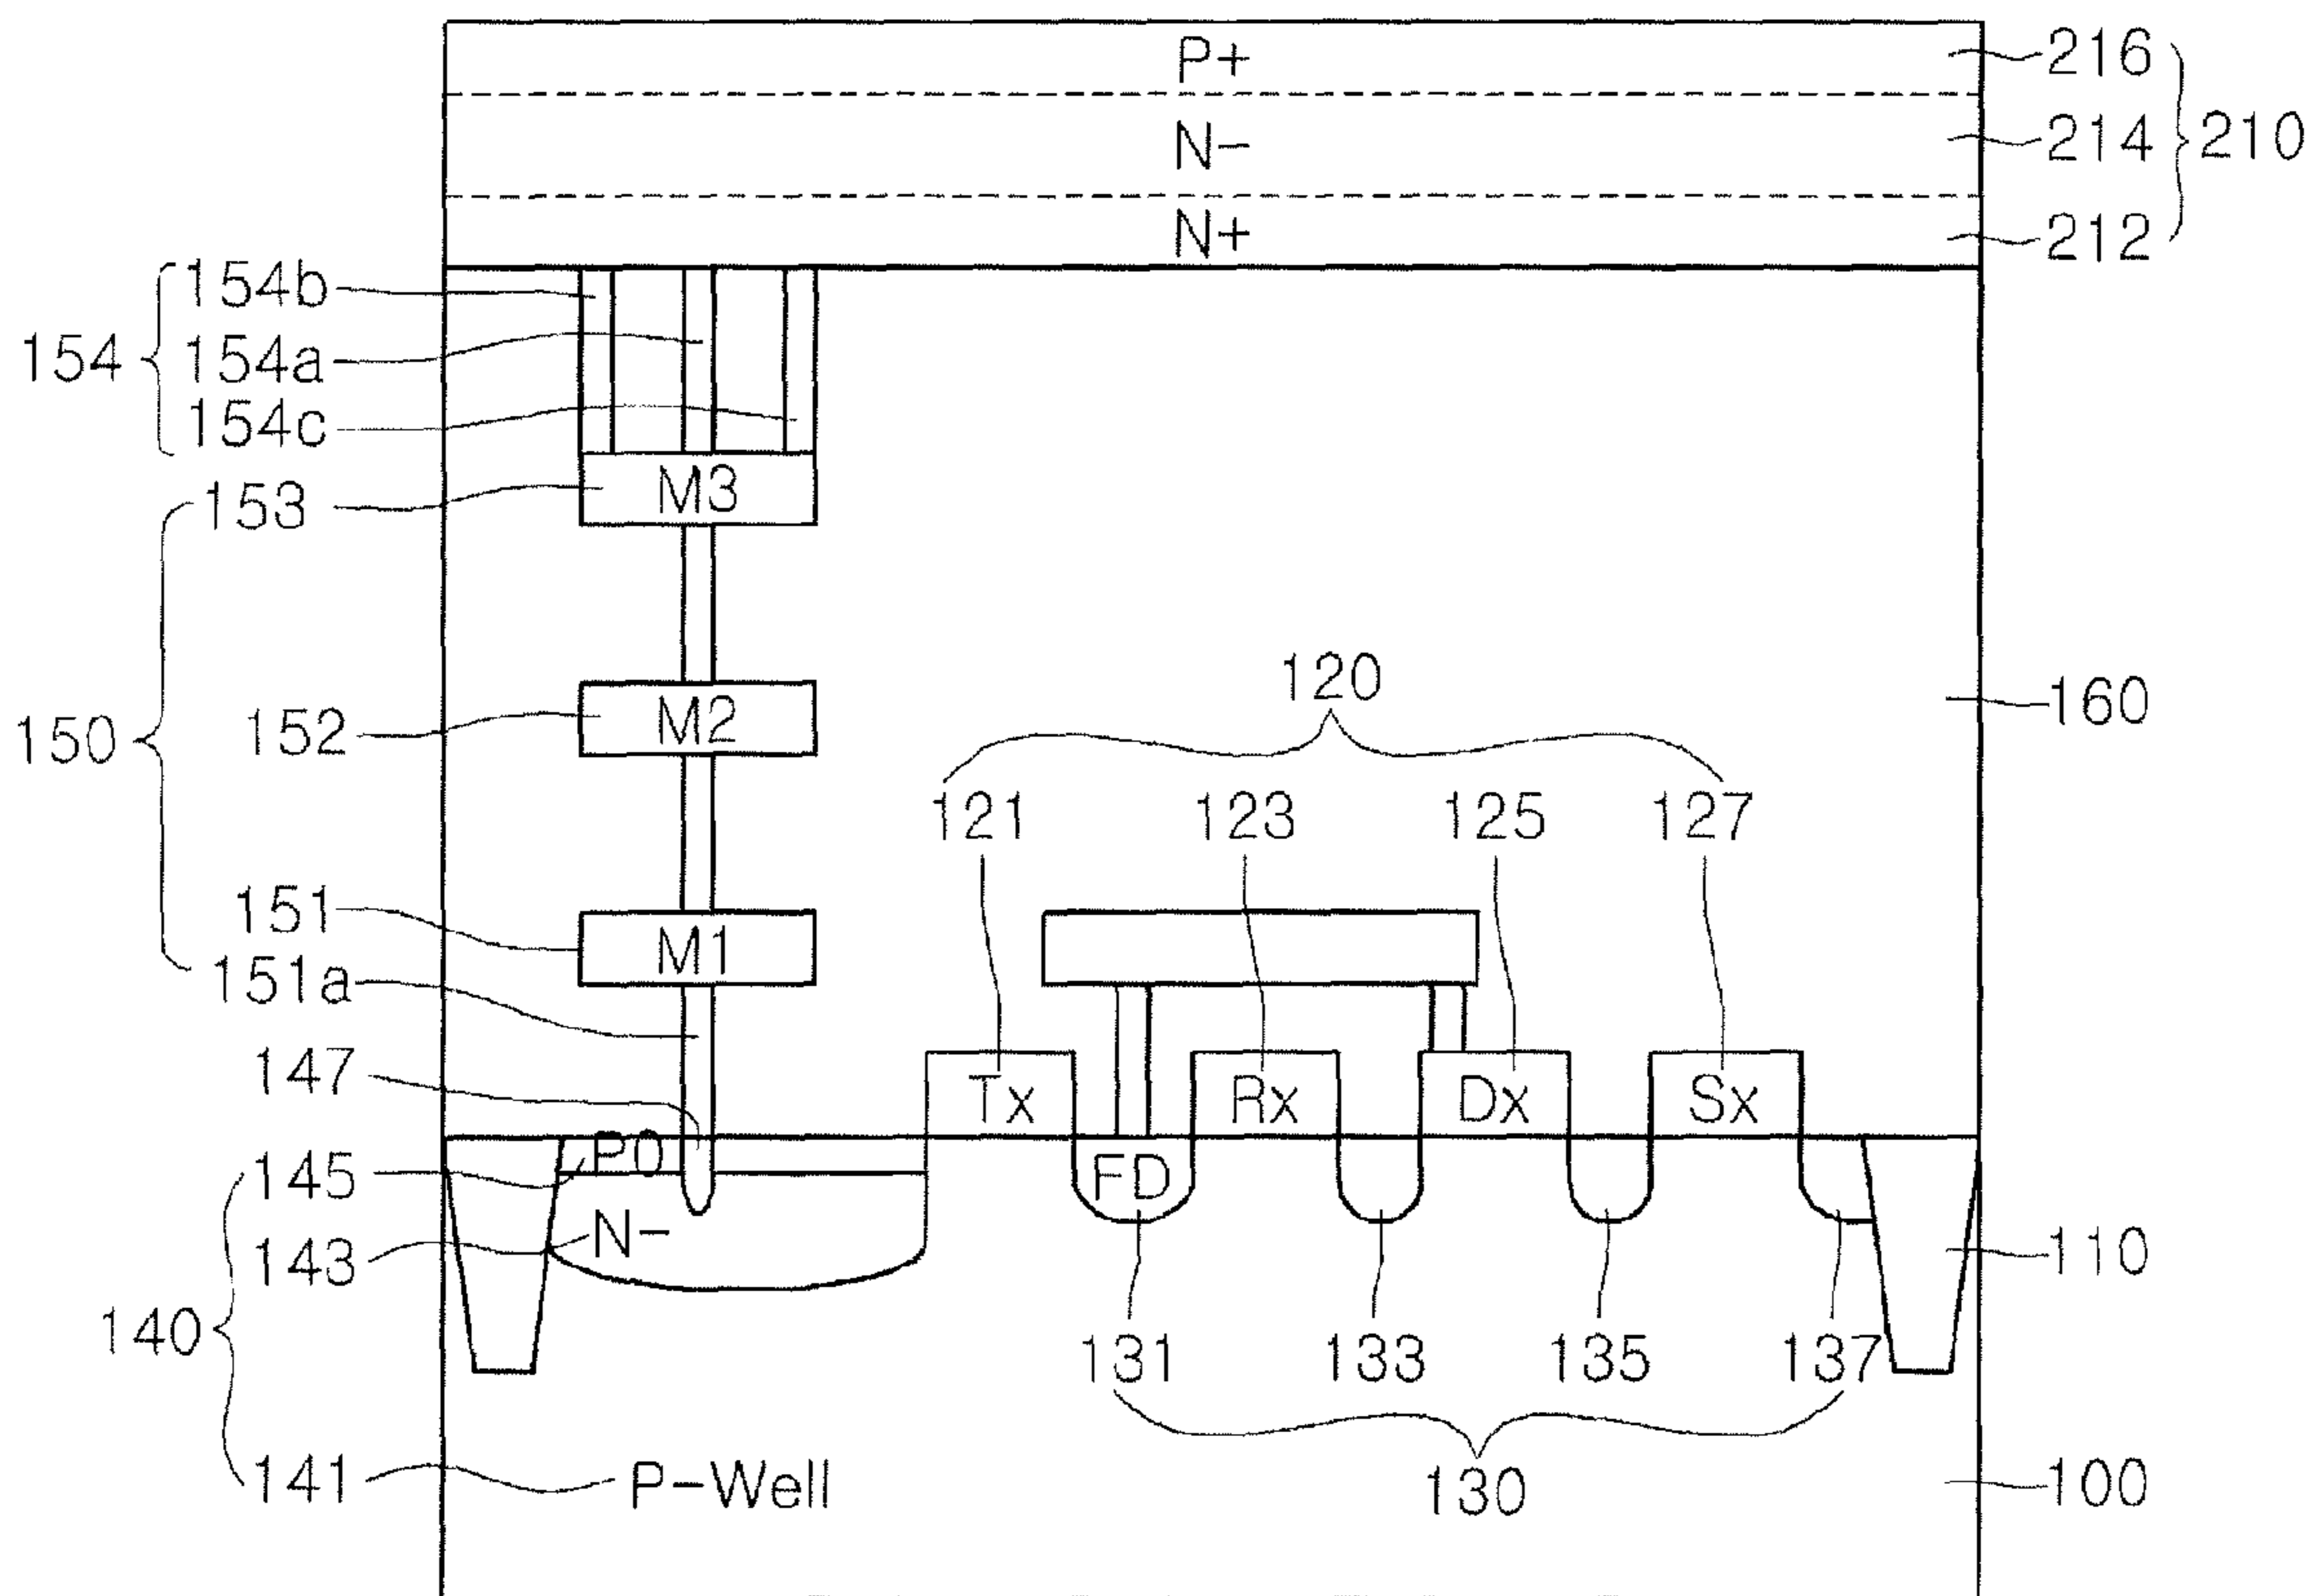 P+ 216
N- 214 210
N+ 212
154b
154 154a
154c
153 M3
120
150 152 M2 160
121 123 125 127
151 M1
151a
147 Tx Rx Dx Sx
145 P0 FD
143 N- 110
140 131 133 135 137
141 P-Well 130 100